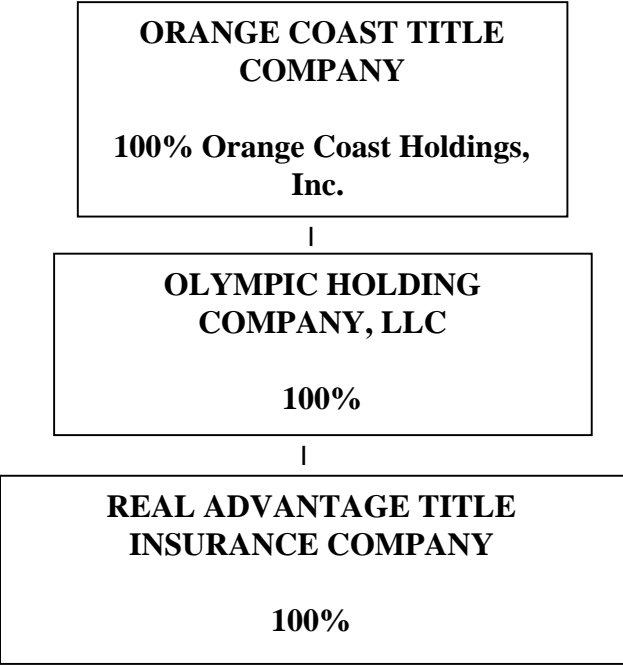 ORANGE COAST TITLE
COMPANY
100% Orange Coast Holdings,
Inc.
OLYMPIC HOLDING
COMPANY, LLC
100%
REAL ADVANTAGE TITLE
INSURANCE COMPANY
100%